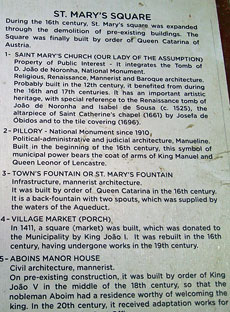 ST. MARY'S SQUARE
During the 16th century, St. Mary's square was expanded
through the demolition of pre-existing buildings. The
Square was finally built by order of Queen Catarina of
Austria.
1- SAINT MARY'S CHURCH (OUR LADY OF THE ASSUMPTION)
Property of Public Interest - It integrates the Tomb of
D. João de Noronha, National Monument.
Religious, Renaissance, Mannerist and Baroque architecture.
Probably built in the 12th century, it benefited from during
the 16th and 17th centuries. It has an important artistic
heritage, with special reference to the Renaissance tomb of
João de Noronha and Isabel de Sousa (c. 1525), the
altarpiece of Saint Catherine's chapel (1661) by Josefa de
Óbidos and to the tile covering (1696).
2 - PILLORY - National Monument since 1910
Political-administrative and judicial architecture, Manueline.
Built in the beginning of the 16th century, this symbol of
municipal power bears the coat of arms of King Manuel and
Queen Leonor of Lencastre.
3 - TOWN'S FOUNTAIN OR ST. MARY'S FOUNTAIN
Infrastructure, mannerist architecture.
It was built by order of Queen Catarina in the 16th century.
It is a back-fountain with two spouts, which was supplied by
the waters of the Aqueduct.
4 - VILLAGE MARKET (PORCH)
In 1411, a square (market) was built, which was donated to
the Municipality by King João I. It was rebuilt in the 16th
century, having undergone works in the 19th century.
5 - ABOINS MANOR HOUSE
Civil architecture, mannerist.
On pre-existing construction, it was built by order of King
João V in the middle of the 18th century, so that the
nobleman Aboim had a residence worthy of welcoming the
king. In the 20th century, it received adaptation works for